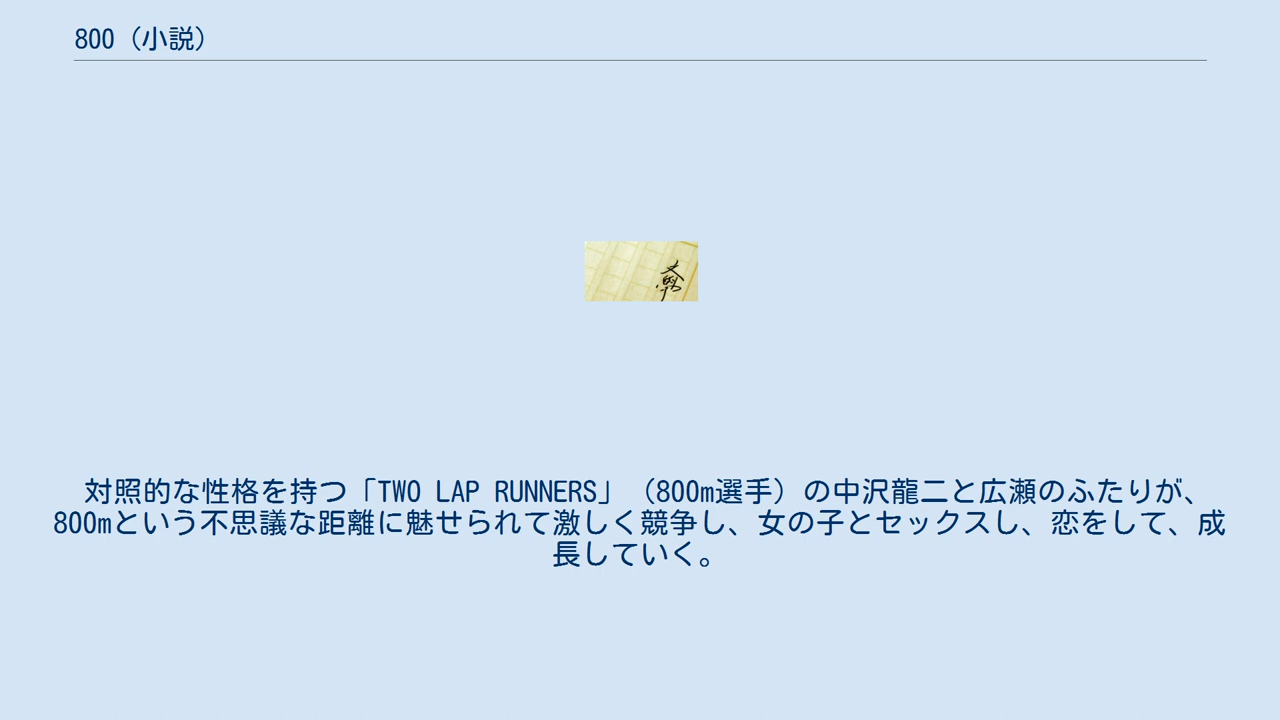 800（小説）
対照的な性格を持つ「TWO LAP RUNNERS」（800m選手）の中沢龍二と広瀬のふたりが、
800mという不思議な距離に魅せられて激しく競争し、女の子とセックスし、恋をして、成
長していく。